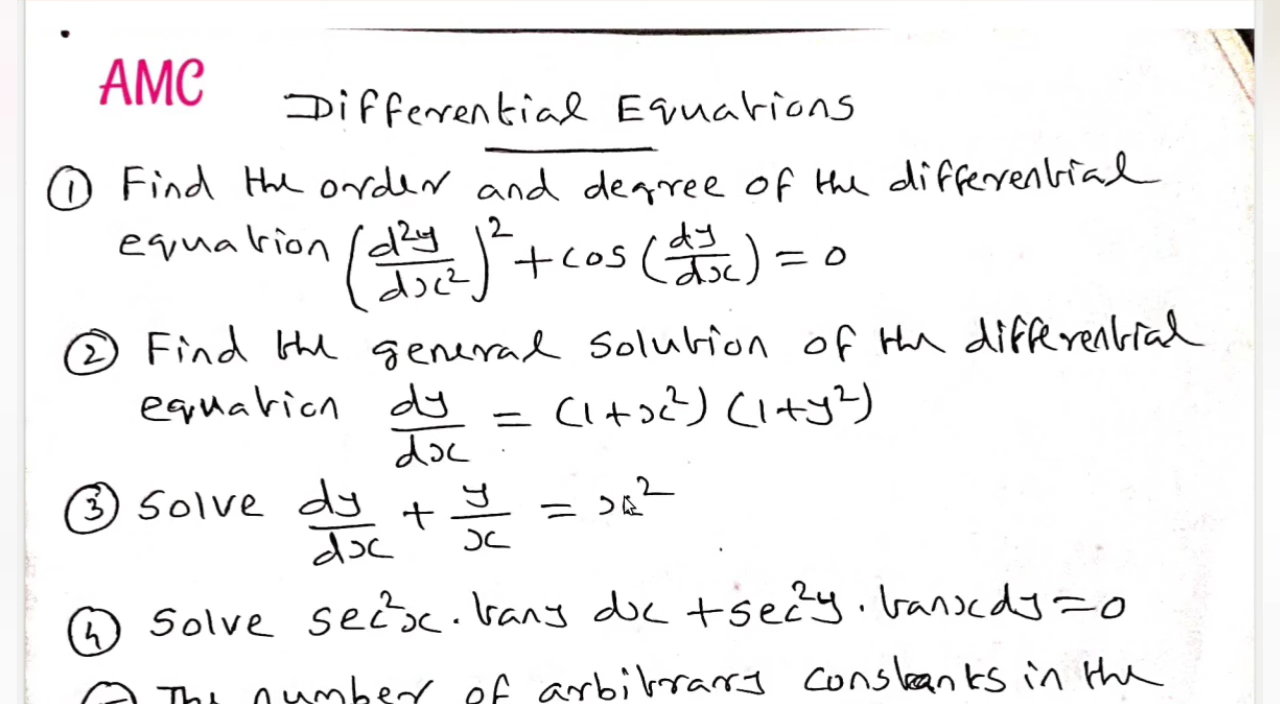 AMC
Differential Equations
① Find the order and degree of the differential
equation (d²y/dx²)² + cos(dy/dx) = 0
② Find the general solution of the differential
equation dy/dx = (1+x²)(1+y²)
③ Solve dy/dx + y/x = x²
④ Solve sec²x. tany dx + sec²y. tanx dy = 0
The number of arbitrary constants in the